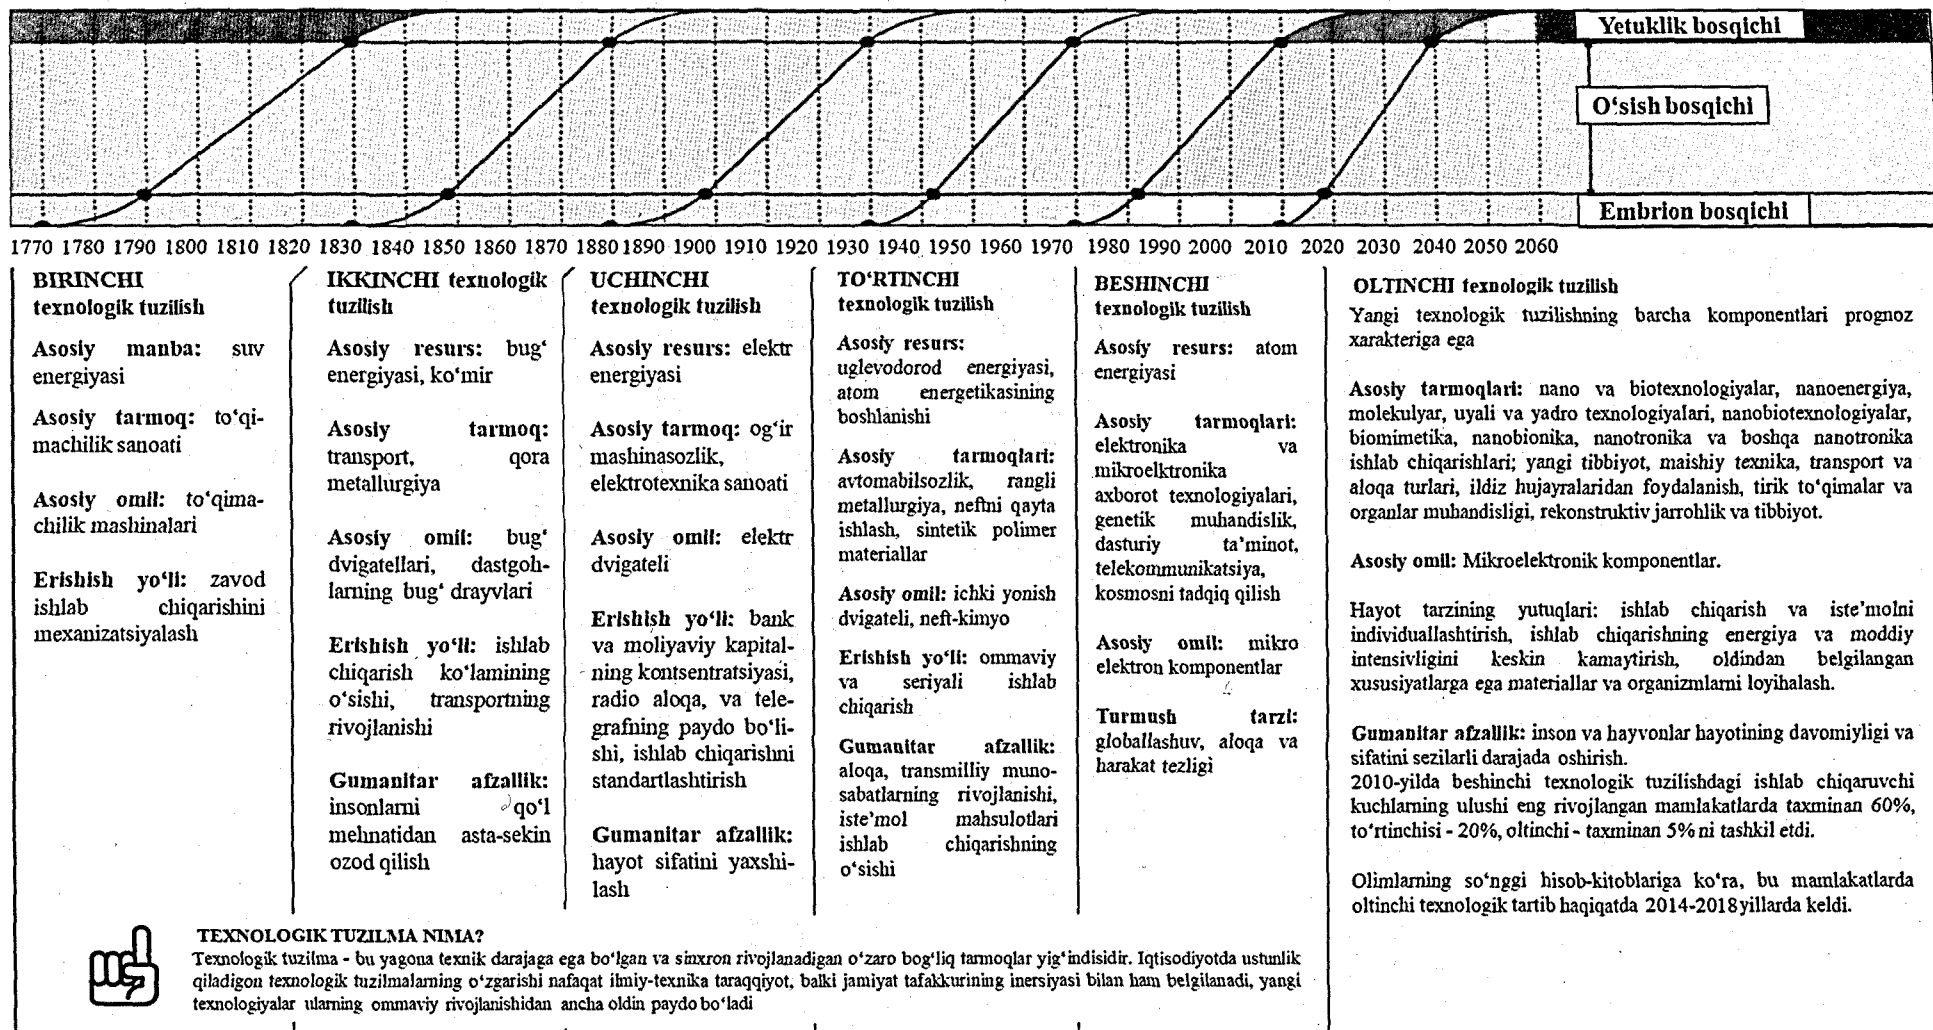 Yetuklik bosqichi
O‘sish bosqichi
Embrion bosqichi
1770 1780 1790 1800 1810 1820 1830 1840 1850 1860 1870 1880 1890 1900 1910 1920 1930 1940 1950 1960 1970 1980 1990 2000 2010 2020 2030 2040 2050 2060
BIRINCHI
texnologik tuzilish
Asosiy manba: suv
energiyasi
Asosiy tarmoq: to‘qi-
machilik sanoati
Asosiy omil: to‘qima-
chilik mashinalari
Erishish yo‘li: zavod
ishlab chiqarishini
mexanizatsiyalash
IKKINCHI texnologik
tuzilish
Asosiy resurs: bug‘
energiyasi, ko‘mir
Asosiy tarmoq:
transport, qora
metallurgiya
Asosiy omil: bug‘
dvigatellari, dastgoh-
larning bug‘ drayvlari
Erishish yo‘li: ishlab
chiqarish ko‘lamining
o‘sishi, transportning
rivojlanishi
Gumanitar afzallik:
insonlarni qo‘l
mehnatidan asta-sekin
ozod qilish
UCHINCHI
texnologik tuzilish
Asosiy resurs: elektr
energiyasi
Asosiy tarmoq: og‘ir
mashinasozlik,
elektrotexnika sanoati
Asosiy omil: elektr
dvigateli
Erishish yo‘li: bank
va moliyaviy kapital-
ning kontsentratsiyasi,
radio aloqa, va tele-
grafning paydo bo‘li-
shi, ishlab chiqarishni
standartlashtirish
Gumanitar afzallik:
hayot sifatini yaxshi-
lash
TO‘RTINCHI
texnologik tuzilish
Asosiy resurs:
uglevodorod energiyasi,
atom energetikasining
boshlanishi
Asosiy tarmoqlari:
avtomabilsozlik, rangli
metallurgiya, neftni qayta
ishlash, sintetik polimer
materiallar
Asosiy omil: ichki yonish
dvigateli, neft-kimyo
Erishish yo‘li: ommaviy
va seriyali ishlab
chiqarish
Gumanitar afzallik:
aloqa, transmilliy muno-
sabatlarning rivojlanishi,
iste’mol mahsulotlari
ishlab chiqarishning
o‘sishi
BESHINCHI
texnologik tuzilish
Asosiy resurs: atom
energiyasi
Asosiy tarmoqlari:
elektronika va
mikroelktronika
axborot texnologiyalari,
genetik muhandislik,
dasturiy ta’minot,
telekommunikatsiya,
kosmosni tadqiq qilish
Asosiy omil: mikro
elektron komponentlar
Turmush tarzi:
globallashuv, aloqa va
harakat tezligi
OLTINCHI texnologik tuzilish
Yangi texnologik tuzilishning barcha komponentlari prognoz
xarakteriga ega
Asosiy tarmoqlari: nano va biotexnologiyalar, nanoenergiya,
molekulyar, uyali va yadro texnologiyalari, nanobiotexnologiyalar,
biomimetika, nanobionika, nanotronika va boshqa nanotronika
ishlab chiqarishlari; yangi tibbiyot, maishiy texnika, transport va
aloqa turlari, ildiz hujayralaridan foydalanish, tirik to‘qimalar va
organlar muhandisligi, rekonstruktiv jarrohlik va tibbiyot.
Asosiy omil: Mikroelektronik komponentlar.
Hayot tarzining yutuqlari: ishlab chiqarish va iste’molni
individuallashtirish, ishlab chiqarishning energiya va moddiy
intensivligini keskin kamaytirish, oldindan belgilangan
xususiyatlarga ega materiallar va organizmlarni loyihalash.
Gumanitar afzallik: inson va hayvonlar hayotining davomiyligi va
sifatini sezilarli darajada oshirish.
2010-yilda beshinchi texnologik tuzilishdagi ishlab chiqaruvchi
kuchlarning ulushi eng rivojlangan mamlakatlarda taxminan 60%,
to‘rtinchisi - 20%, oltinchi - taxminan 5% ni tashkil etdi.
Olimlarning so‘nggi hisob-kitoblariga ko‘ra, bu mamlakatlarda
oltinchi texnologik tartib haqiqatda 2014-2018 yillarda keldi.
TEXNOLOGIK TUZILMA NIMA?
Texnologik tuzilma - bu yagona texnik darajaga ega bo‘lgan va sinxron rivojlanadigan o‘zaro bog‘liq tarmoqlar yig‘indisidir. Iqtisodiyotda ustunlik
qiladigon texnologik tuzilmalarning o‘zgarishi nafaqat ilmiy-texnika taraqqiyot, balki jamiyat tafakkurining inersiyasi bilan ham belgilanadi, yangi
texnologiyalar ularning ommaviy rivojlanishidan ancha oldin paydo bo‘ladi